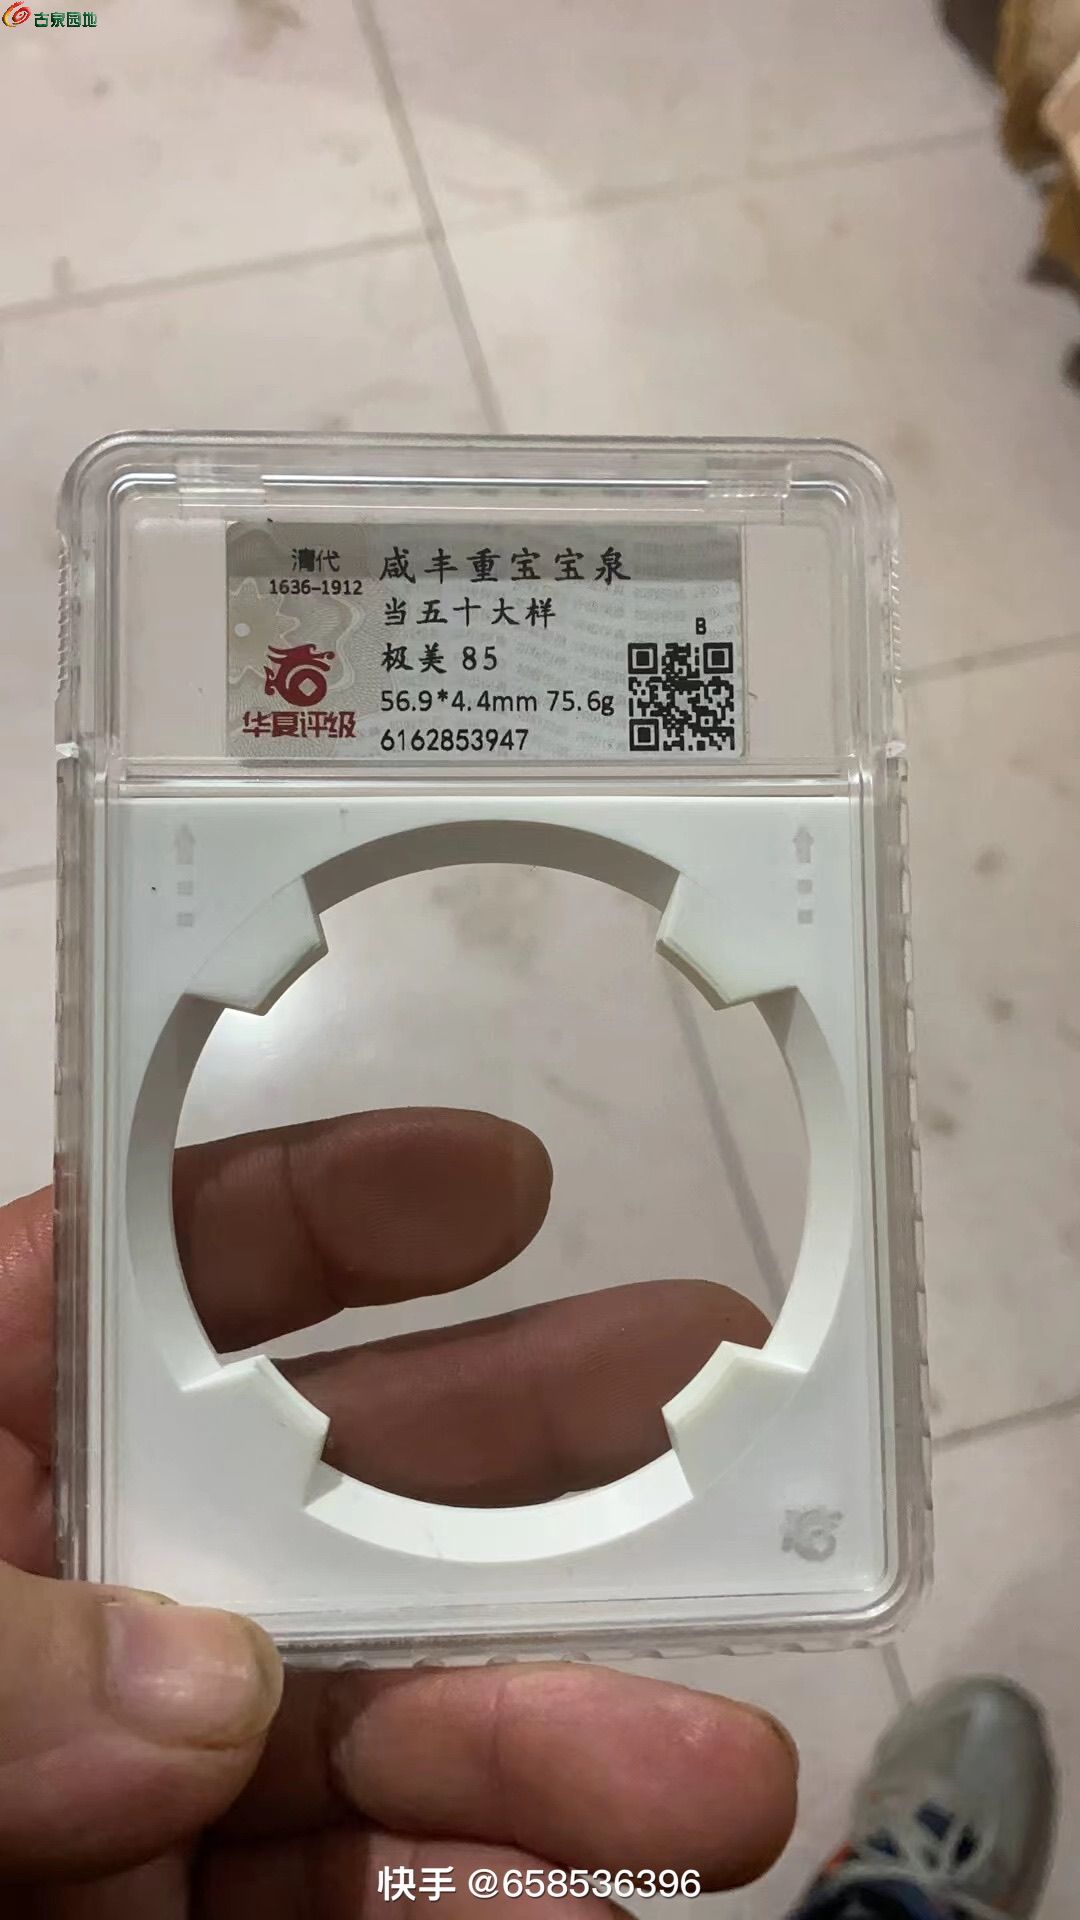 古泉园地
清代
1636-1912
华夏评级
咸丰重宝宝泉
当五十大样
极美 85
56.9*4.4mm 75.6g
6162853947
B
快手 @658536396